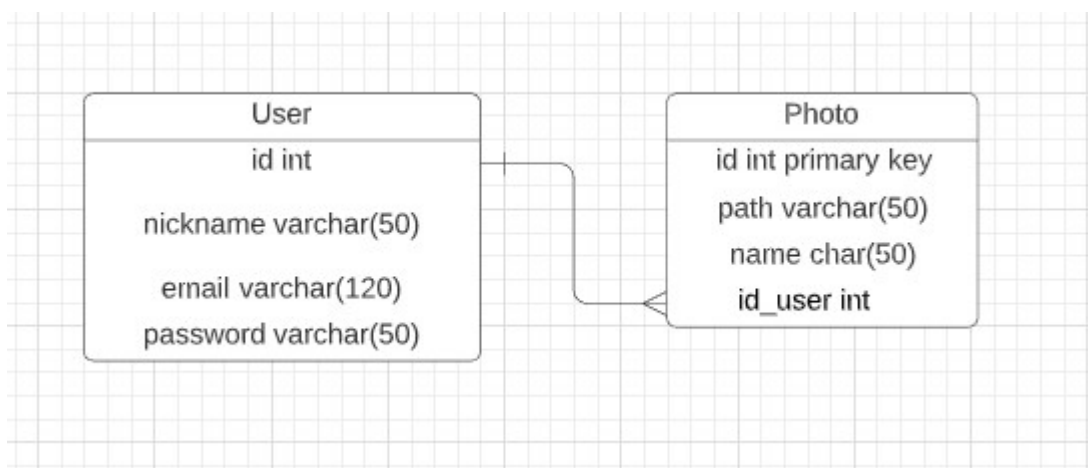 User
id int
nickname varchar(50)
email varchar(120)
password varchar(50)
Photo
id int primary key
path varchar(50)
name char(50)
id_user int